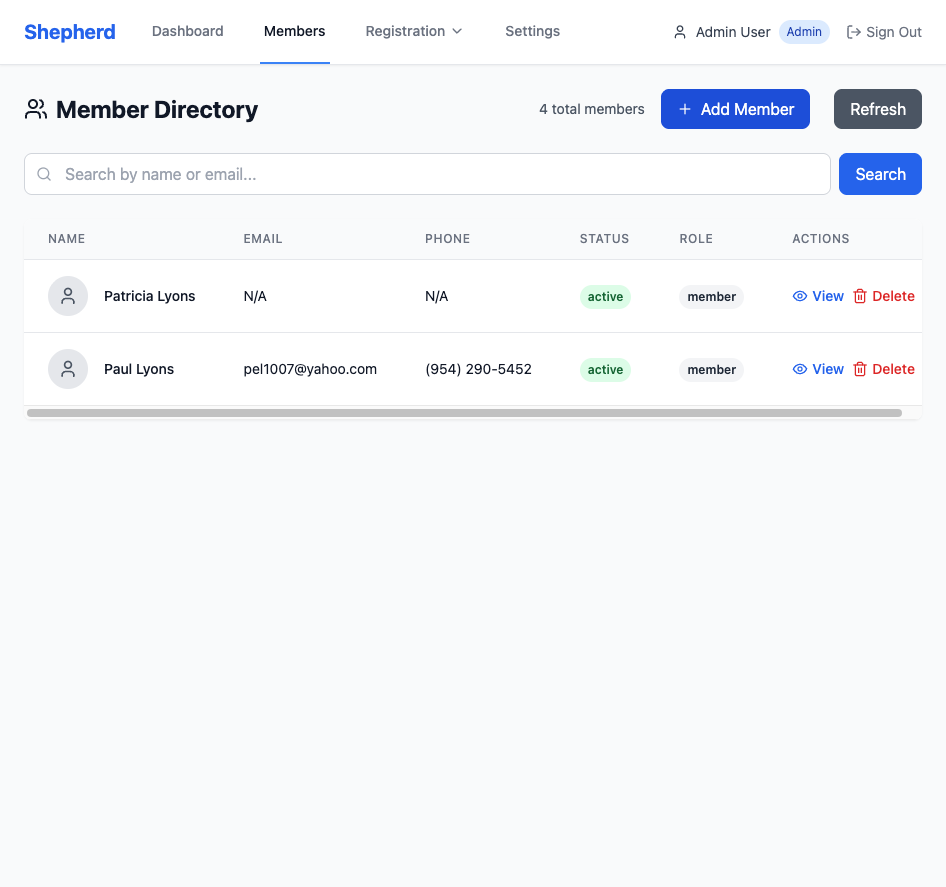 Shepherd Dashboard Members Registration Settings Admin User Admin Sign Out
Member Directory 4 total members + Add Member Refresh
Search by name or email... Search
NAME EMAIL PHONE STATUS ROLE ACTIONS
Patricia Lyons N/A N/A active member View Delete
Paul Lyons pel1007@yahoo.com (954) 290-5452 active member View Delete